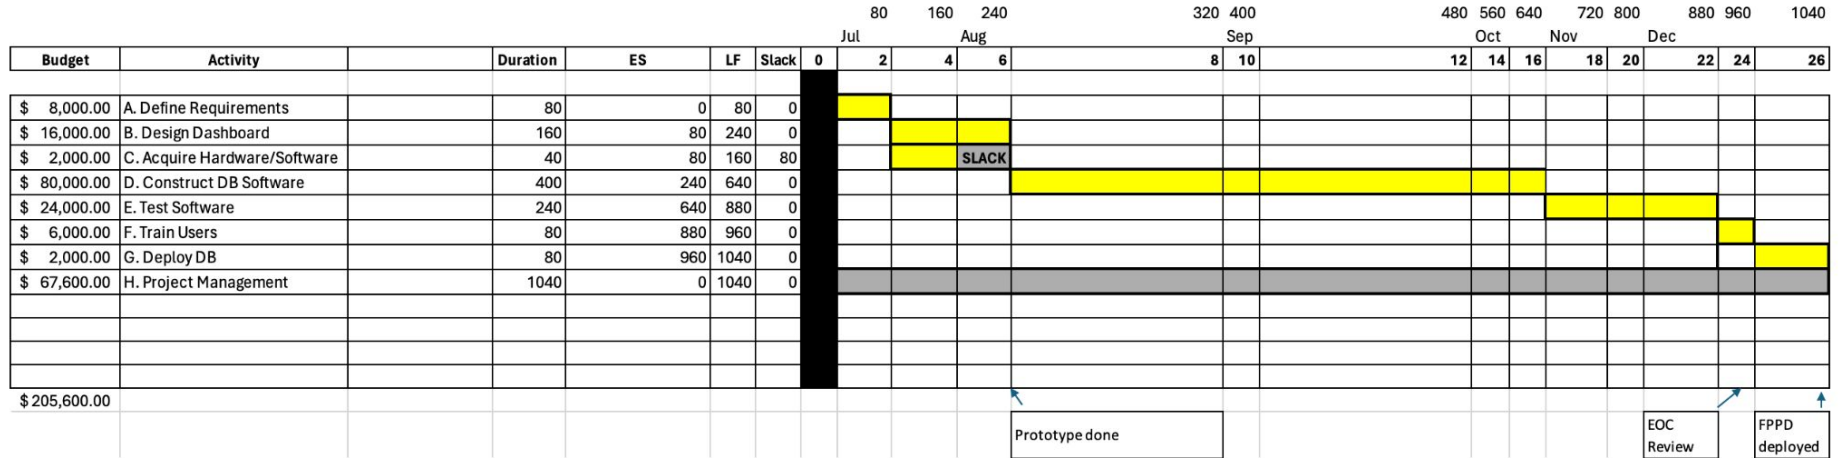 80 160 240 320 400 480 560 640 720 800 880 960 1040
Jul Aug Sep Oct Nov Dec
Budget Activity Duration ES LF Slack 0 2 4 6 8 10 12 14 16 18 20 22 24 26
$ 8,000.00 A. Define Requirements 80 0 80 0
$ 16,000.00 B. Design Dashboard 160 80 240 0
$ 2,000.00 C. Acquire Hardware/Software 40 80 160 80 SLACK
$ 80,000.00 D. Construct DB Software 400 240 640 0
$ 24,000.00 E. Test Software 240 640 880 0
$ 6,000.00 F. Train Users 80 880 960 0
$ 2,000.00 G. Deploy DB 80 960 1040 0
$ 67,600.00 H. Project Management 1040 0 1040 0
$ 205,600.00
Prototype done
EOC
Review
FPPD
deployed